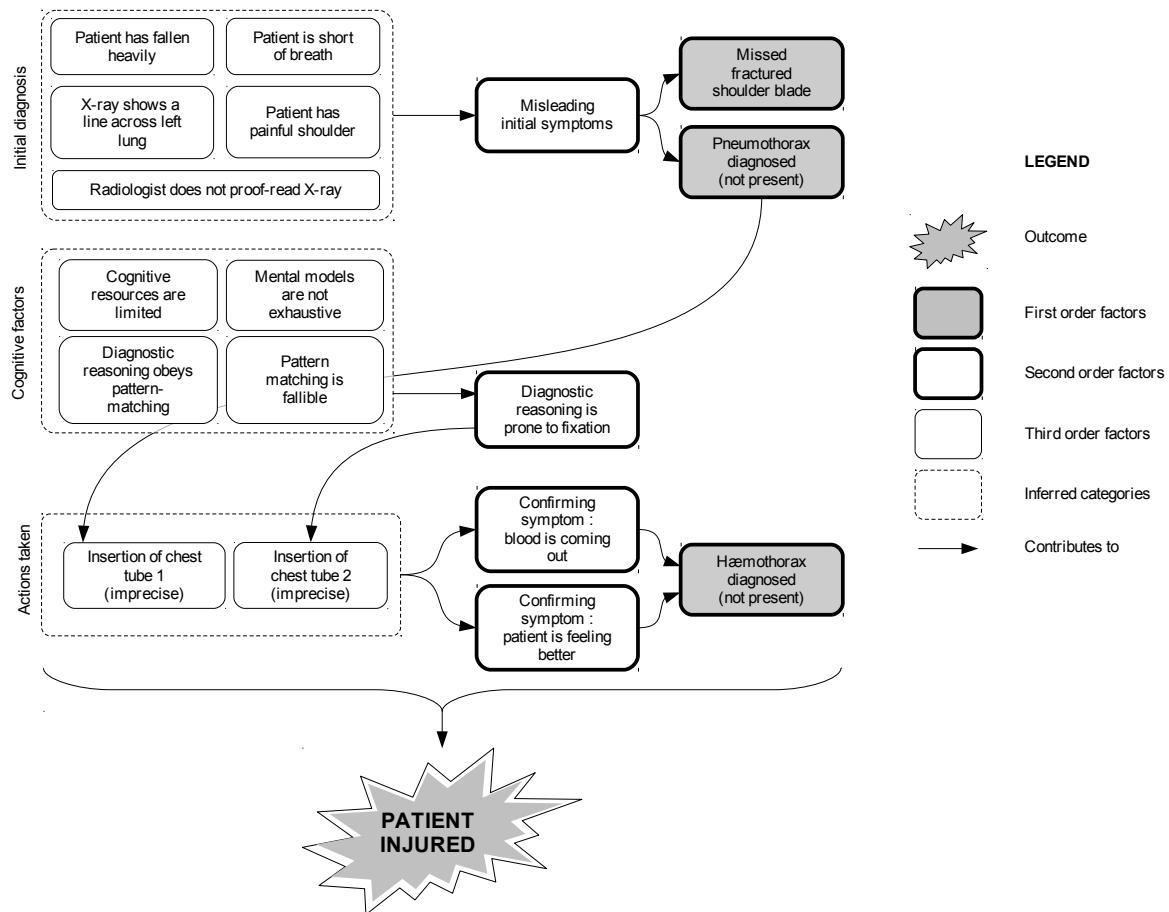 Initial diagnosis
Patient has fallen
heavily
Patient is short
of breath
X-ray shows a
line across left
lung
Patient has
painful shoulder
Radiologist does not proof-read X-ray
Misleading
initial symptoms
Missed
fractured
shoulder blade
Pneumothorax
diagnosed
(not present)
Cognitive factors
Cognitive
resources are
limited
Mental models
are not
exhaustive
Diagnostic
reasoning obeys
pattern-
matching
Pattern
matching is
fallible
Diagnostic
reasoning is
prone to fixation
Actions taken
Insertion of chest
tube 1
(imprecise)
Insertion of
chest tube 2
(imprecise)
Confirming
symptom :
blood is coming
out
Confirming
symptom :
patient is feeling
better
Hæmothorax
diagnosed
(not present)
PATIENT
INJURED
LEGEND
Outcome
First order factors
Second order factors
Third order factors
Inferred categories
Contributes to